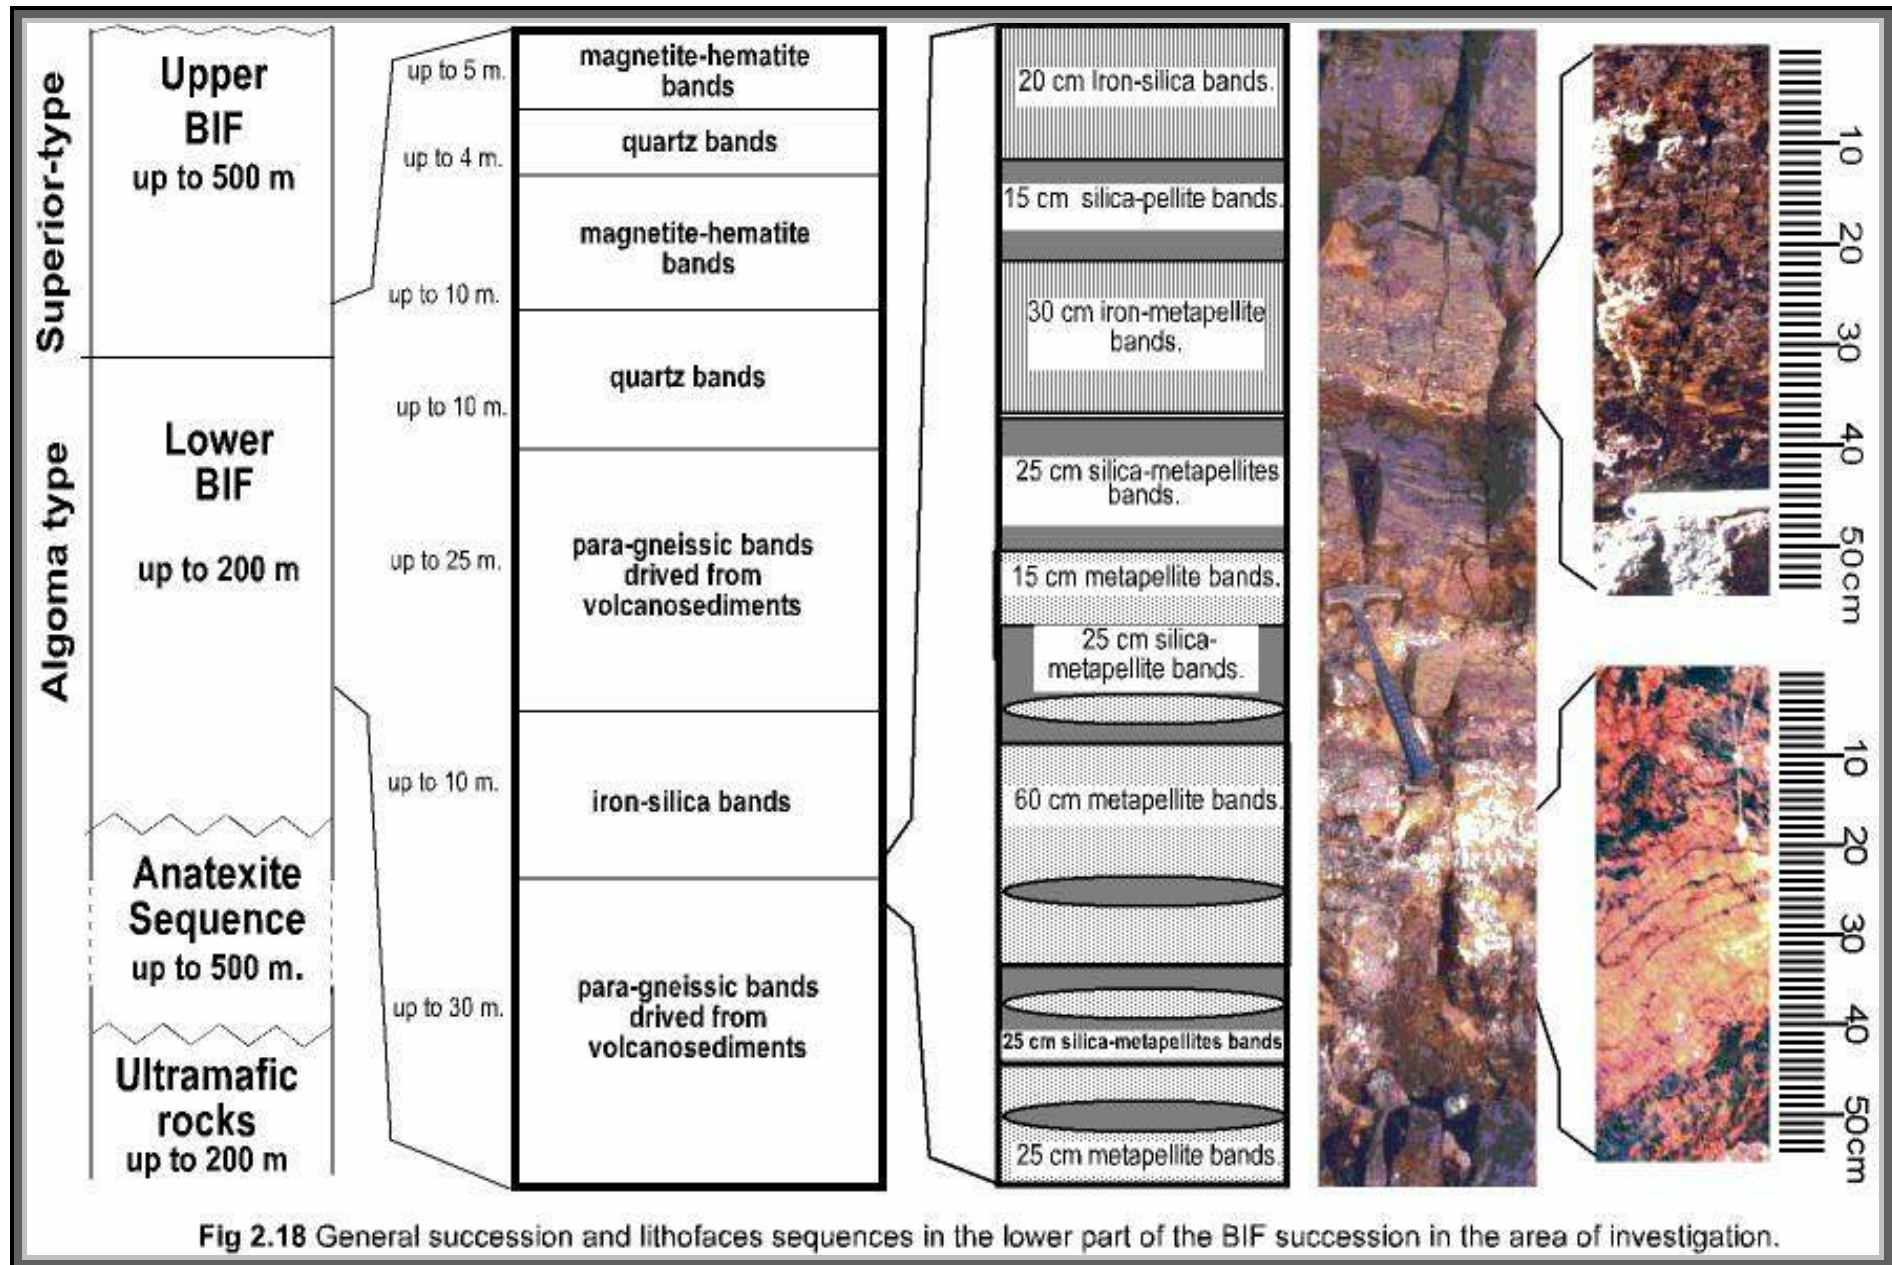 Superior-type
Upper
BIF
up to 500 m
Algoma type
Lower
BIF
up to 200 m
Anatexite
Sequence
up to 500 m.
Ultramafic
rocks
up to 200 m
up to 5 m.
up to 4 m.
up to 10 m.
up to 10 m.
up to 25 m.
up to 10 m.
up to 30 m.
magnetite-hematite
bands
quartz bands
magnetite-hematite
bands
quartz bands
para-gneissic bands
drived from
volcanosediments
iron-silica bands
para-gneissic bands
drived from
volcanosediments
20 cm Iron-silica bands.
15 cm silica-pellite bands.
30 cm iron-metapellite
bands.
25 cm silica-metapellites
bands.
15 cm metapellite bands.
25 cm silica-
metapellite bands.
60 cm metapellite bands.
25 cm silica-metapellites bands
25 cm metapellite bands.
10
20
30
40
50cm
10
20
30
40
50cm
Fig 2.18 General succession and lithofaces sequences in the lower part of the BIF succession in the area of investigation.